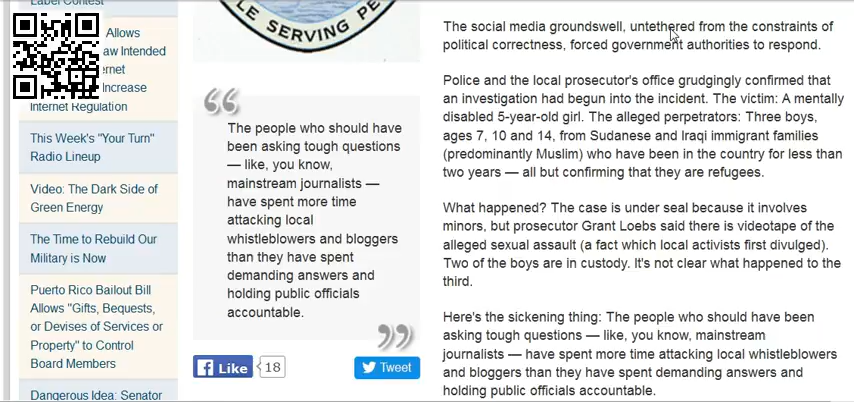 Label Contest
Allows
aw Intended
ernet
Increase
Internet Regulation
This Week's "Your Turn"
Radio Lineup
Video: The Dark Side of
Green Energy
The Time to Rebuild Our
Military is Now
Puerto Rico Bailout Bill
Allows "Gifts, Bequests,
or Devises of Services or
Property" to Control
Board Members
Dangerous Idea: Senator
LE SERVING PE
“
The people who should have
been asking tough questions
— like, you know,
mainstream journalists —
have spent more time
attacking local
whistleblowers and bloggers
than they have spent
demanding answers and
holding public officials
accountable.
”
Like 18
Tweet
The social media groundswell, untethered from the constraints of
political correctness, forced government authorities to respond.
Police and the local prosecutor's office grudgingly confirmed that
an investigation had begun into the incident. The victim: A mentally
disabled 5-year-old girl. The alleged perpetrators: Three boys,
ages 7, 10 and 14, from Sudanese and Iraqi immigrant families
(predominantly Muslim) who have been in the country for less than
two years — all but confirming that they are refugees.
What happened? The case is under seal because it involves
minors, but prosecutor Grant Loebs said there is videotape of the
alleged sexual assault (a fact which local activists first divulged).
Two of the boys are in custody. It's not clear what happened to the
third.
Here's the sickening thing: The people who should have been
asking tough questions — like, you know, mainstream
journalists — have spent more time attacking local whistleblowers
and bloggers than they have spent demanding answers and
holding public officials accountable.